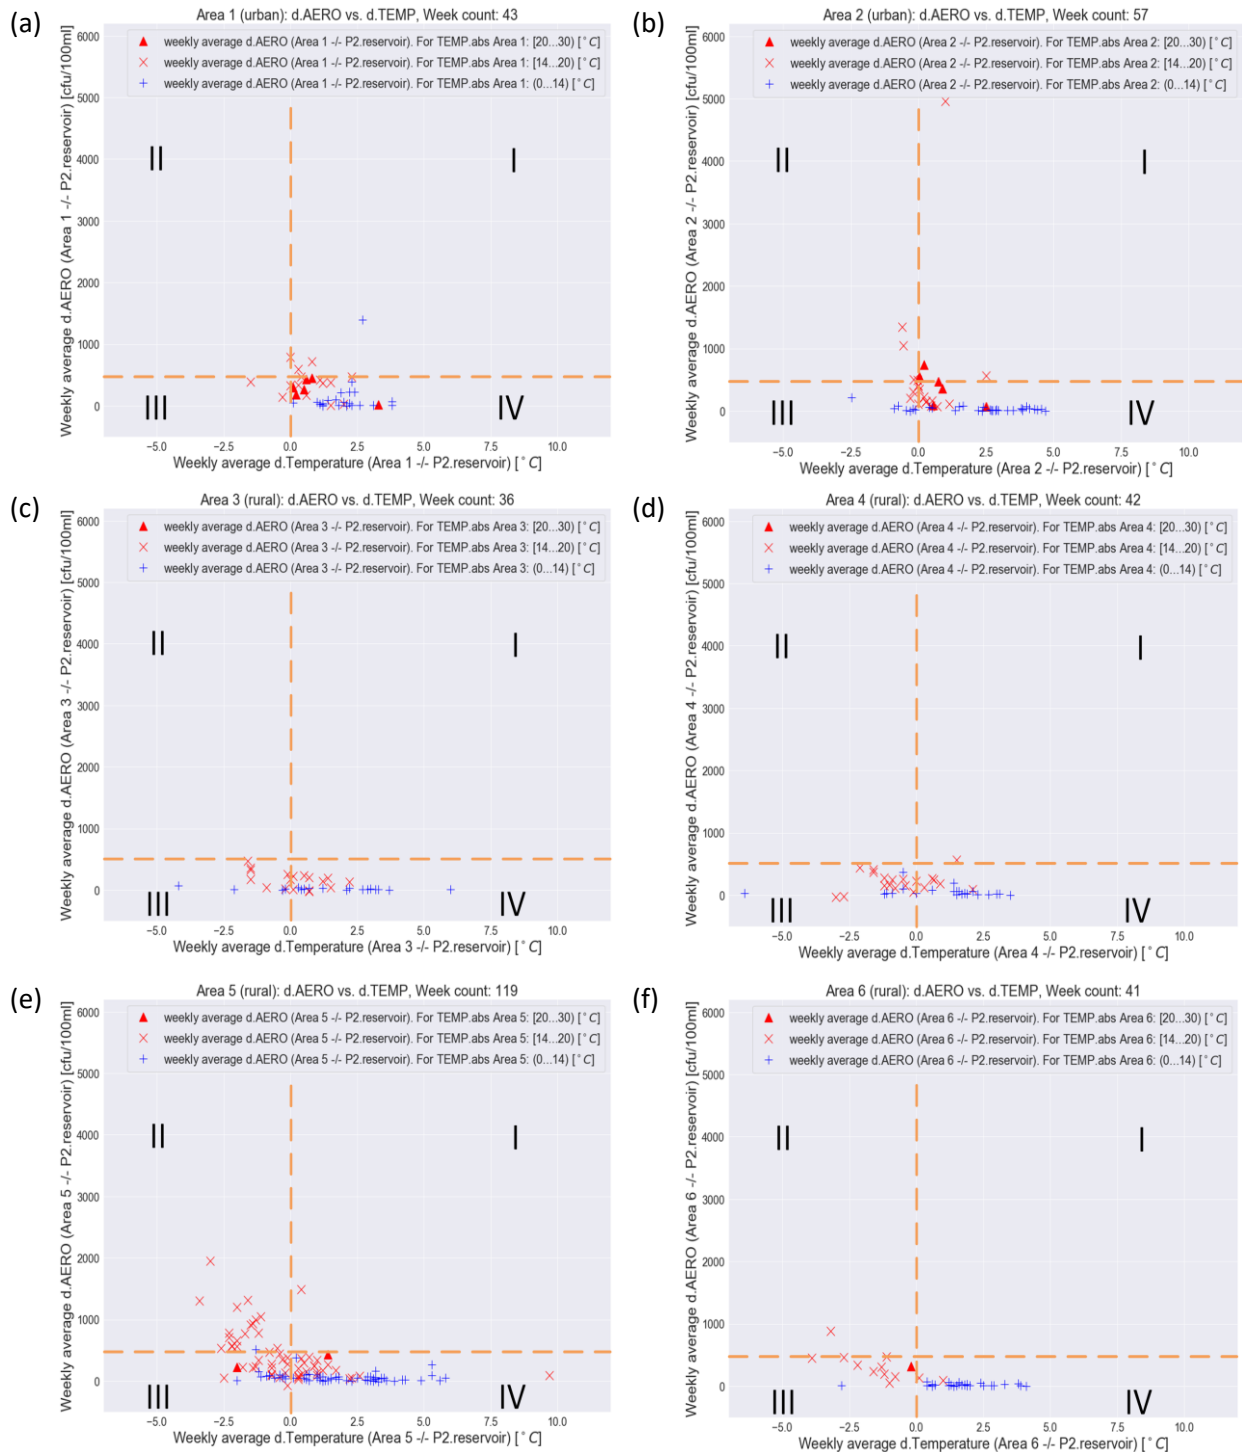 (a)
Area 1 (urban): d.AERO vs. d.TEMP, Week count: 43
weekly average d.AERO (Area 1 -/- P2.reservoir). For TEMP.abs Area 1: [20...30) [°C]
weekly average d.AERO (Area 1 -/- P2.reservoir). For TEMP.abs Area 1: [14...20) [°C]
weekly average d.AERO (Area 1 -/- P2.reservoir). For TEMP.abs Area 1: (0...14) [°C]
Weekly average d.AERO (Area 1 -/- P2.reservoir) [cfu/100ml]
6000
5000
4000
3000
2000
1000
0
II
I
III
IV
-5.0 -2.5 0.0 2.5 5.0 7.5 10.0
Weekly average d.Temperature (Area 1 -/- P2.reservoir) [°C]
(b)
Area 2 (urban): d.AERO vs. d.TEMP, Week count: 57
weekly average d.AERO (Area 2 -/- P2.reservoir). For TEMP.abs Area 2: [20...30) [°C]
weekly average d.AERO (Area 2 -/- P2.reservoir). For TEMP.abs Area 2: [14...20) [°C]
weekly average d.AERO (Area 2 -/- P2.reservoir). For TEMP.abs Area 2: (0...14) [°C]
Weekly average d.AERO (Area 2 -/- P2.reservoir) [cfu/100ml]
6000
5000
4000
3000
2000
1000
0
II
I
III
IV
-5.0 -2.5 0.0 2.5 5.0 7.5 10.0
Weekly average d.Temperature (Area 2 -/- P2.reservoir) [°C]
(c)
Area 3 (rural): d.AERO vs. d.TEMP, Week count: 36
weekly average d.AERO (Area 3 -/- P2.reservoir). For TEMP.abs Area 3: [20...30) [°C]
weekly average d.AERO (Area 3 -/- P2.reservoir). For TEMP.abs Area 3: [14...20) [°C]
weekly average d.AERO (Area 3 -/- P2.reservoir). For TEMP.abs Area 3: (0...14) [°C]
Weekly average d.AERO (Area 3 -/- P2.reservoir) [cfu/100ml]
6000
5000
4000
3000
2000
1000
0
II
I
III
IV
-5.0 -2.5 0.0 2.5 5.0 7.5 10.0
Weekly average d.Temperature (Area 3 -/- P2.reservoir) [°C]
(d)
Area 4 (rural): d.AERO vs. d.TEMP, Week count: 42
weekly average d.AERO (Area 4 -/- P2.reservoir). For TEMP.abs Area 4: [20...30) [°C]
weekly average d.AERO (Area 4 -/- P2.reservoir). For TEMP.abs Area 4: [14...20) [°C]
weekly average d.AERO (Area 4 -/- P2.reservoir). For TEMP.abs Area 4: (0...14) [°C]
Weekly average d.AERO (Area 4 -/- P2.reservoir) [cfu/100ml]
6000
5000
4000
3000
2000
1000
0
II
I
III
IV
-5.0 -2.5 0.0 2.5 5.0 7.5 10.0
Weekly average d.Temperature (Area 4 -/- P2.reservoir) [°C]
(e)
Area 5 (rural): d.AERO vs. d.TEMP, Week count: 119
weekly average d.AERO (Area 5 -/- P2.reservoir). For TEMP.abs Area 5: [20...30) [°C]
weekly average d.AERO (Area 5 -/- P2.reservoir). For TEMP.abs Area 5: [14...20) [°C]
weekly average d.AERO (Area 5 -/- P2.reservoir). For TEMP.abs Area 5: (0...14) [°C]
Weekly average d.AERO (Area 5 -/- P2.reservoir) [cfu/100ml]
6000
5000
4000
3000
2000
1000
0
II
I
III
IV
-5.0 -2.5 0.0 2.5 5.0 7.5 10.0
Weekly average d.Temperature (Area 5 -/- P2.reservoir) [°C]
(f)
Area 6 (rural): d.AERO vs. d.TEMP, Week count: 41
weekly average d.AERO (Area 6 -/- P2.reservoir). For TEMP.abs Area 6: [20...30) [°C]
weekly average d.AERO (Area 6 -/- P2.reservoir). For TEMP.abs Area 6: [14...20) [°C]
weekly average d.AERO (Area 6 -/- P2.reservoir). For TEMP.abs Area 6: (0...14) [°C]
Weekly average d.AERO (Area 6 -/- P2.reservoir) [cfu/100ml]
6000
5000
4000
3000
2000
1000
0
II
I
III
IV
-5.0 -2.5 0.0 2.5 5.0 7.5 10.0
Weekly average d.Temperature (Area 6 -/- P2.reservoir) [°C]